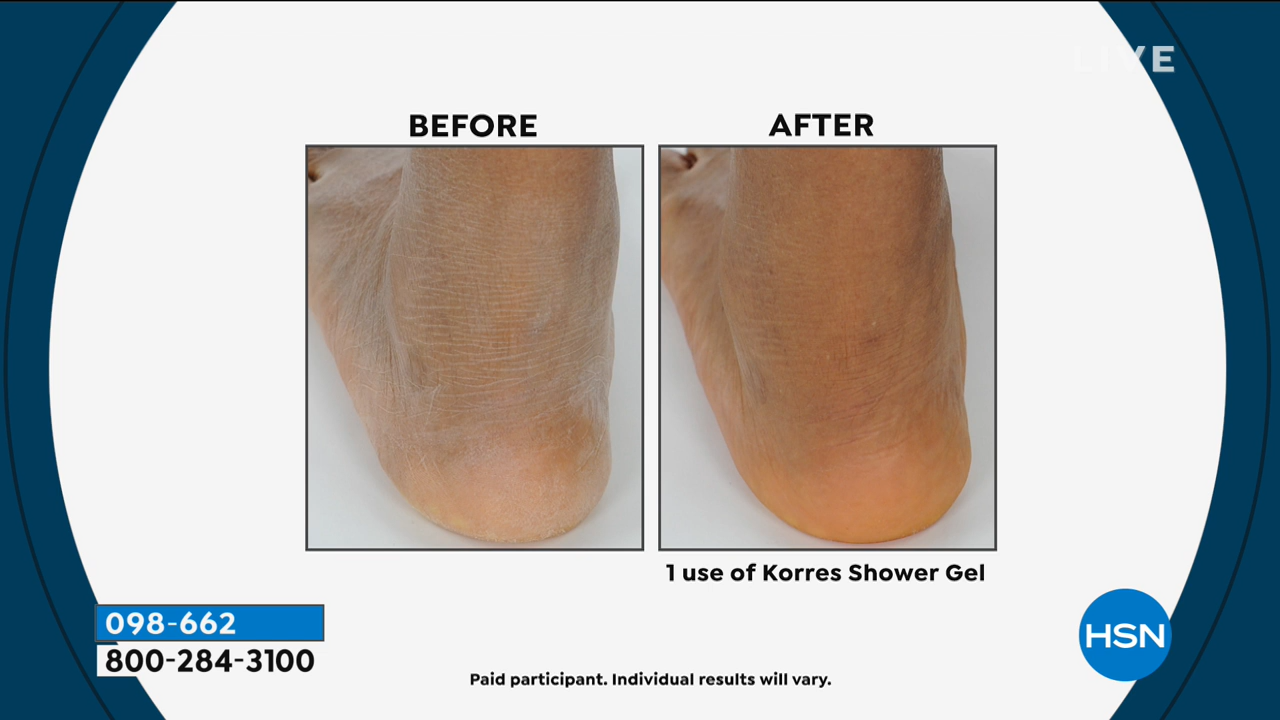 LIVE
BEFORE
AFTER
1 use of Korres Shower Gel
098-662
800-284-3100
HSN
Paid participant. Individual results will vary.